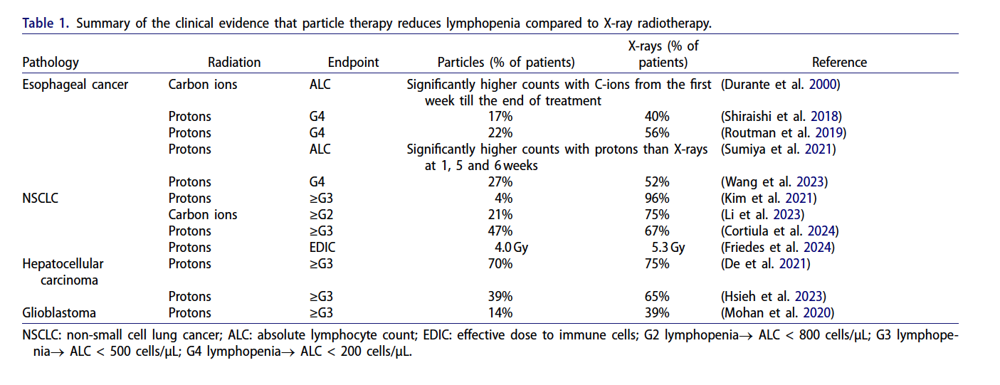 Table 1. Summary of the clinical evidence that particle therapy reduces lymphopenia compared to X-ray radiotherapy.
Pathology Radiation Endpoint Particles (% of patients) X-rays (% of patients) Reference
Esophageal cancer Carbon ions ALC Significantly higher counts with C-ions from the first (Durante et al. 2000)
week till the end of treatment
Protons G4 17% 40% (Shiraishi et al. 2018)
Protons G4 22% 56% (Routman et al. 2019)
Protons ALC Significantly higher counts with protons than X-rays (Sumiya et al. 2021)
at 1, 5 and 6 weeks
Protons G4 27% 52% (Wang et al. 2023)
NSCLC Protons ≥G3 4% 96% (Kim et al. 2021)
Carbon ions ≥G2 21% 75% (Li et al. 2023)
Protons ≥G3 47% 67% (Cortiula et al. 2024)
Protons EDIC 4.0 Gy 5.3 Gy (Friedes et al. 2024)
Hepatocellular Protons ≥G3 70% 75% (De et al. 2021)
carcinoma
Protons ≥G3 39% 65% (Hsieh et al. 2023)
Glioblastoma Protons ≥G3 14% 39% (Mohan et al. 2020)
NSCLC: non-small cell lung cancer; ALC: absolute lymphocyte count; EDIC: effective dose to immune cells; G2 lymphopenia→ ALC < 800 cells/μL; G3 lymphope-
nia→ ALC < 500 cells/μL; G4 lymphopenia→ ALC < 200 cells/μL.